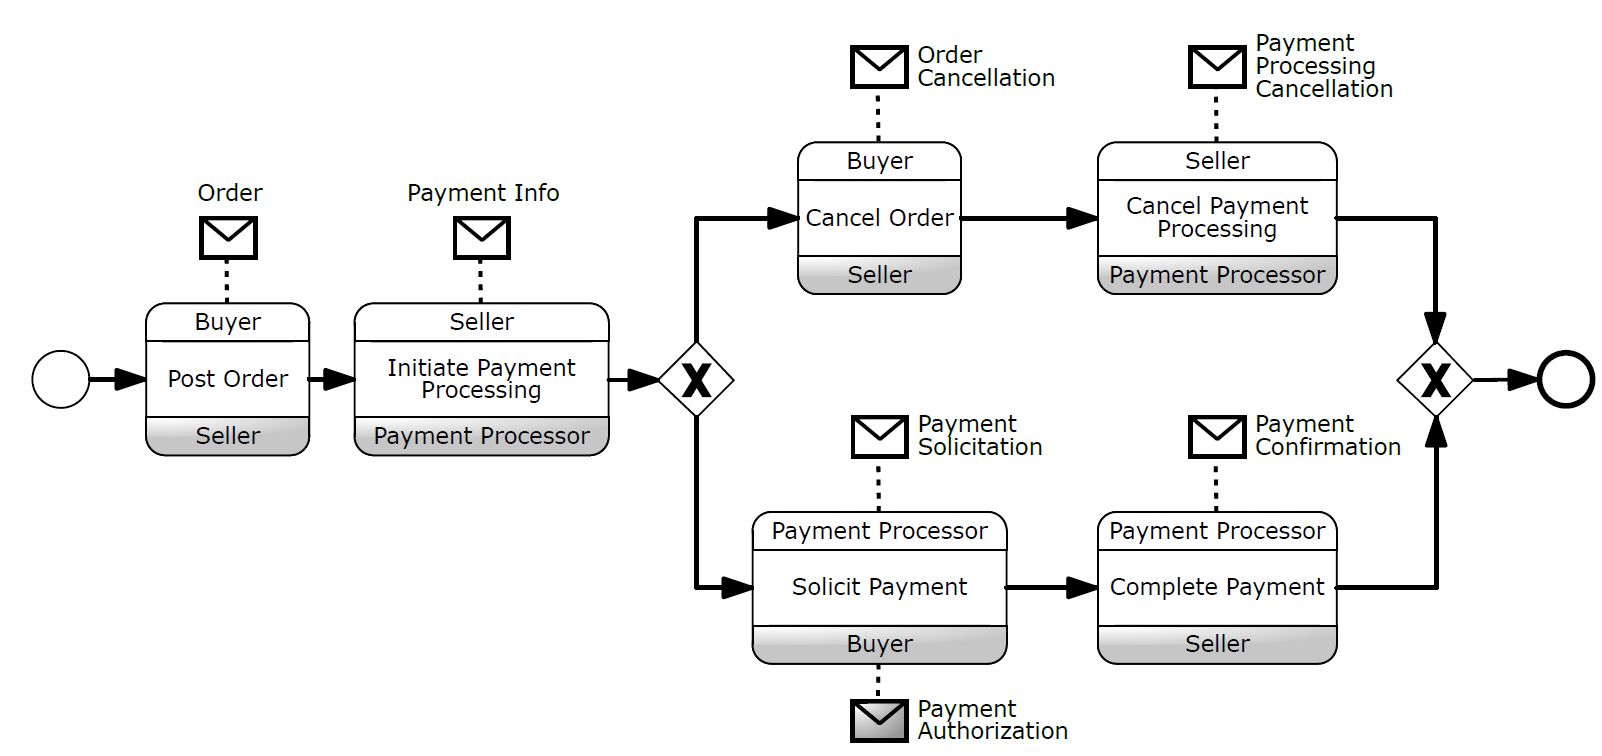 Order
Buyer
Post Order
Seller
Payment Info
Seller
Initiate Payment
Processing
Payment Processor
X
Order
Cancellation
Buyer
Cancel Order
Seller
Payment
Processing
Cancellation
Seller
Cancel Payment
Processing
Payment Processor
Payment
Solicitation
Payment Processor
Solicit Payment
Buyer
Payment
Authorization
Payment
Confirmation
Payment Processor
Complete Payment
Seller
X